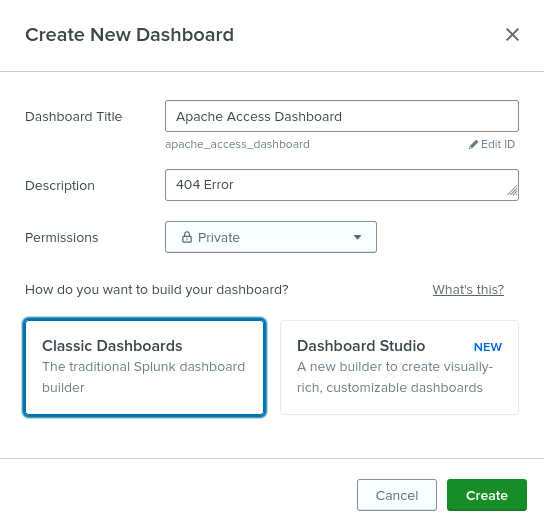 Create New Dashboard
Dashboard Title
Apache Access Dashboard
apache_access_dashboard
Edit ID
Description
404 Error
Permissions
Private
How do you want to build your dashboard?
What's this?
Classic Dashboards
The traditional Splunk dashboard
builder
Dashboard Studio
NEW
A new builder to create visually-
rich, customizable dashboards
Cancel
Create